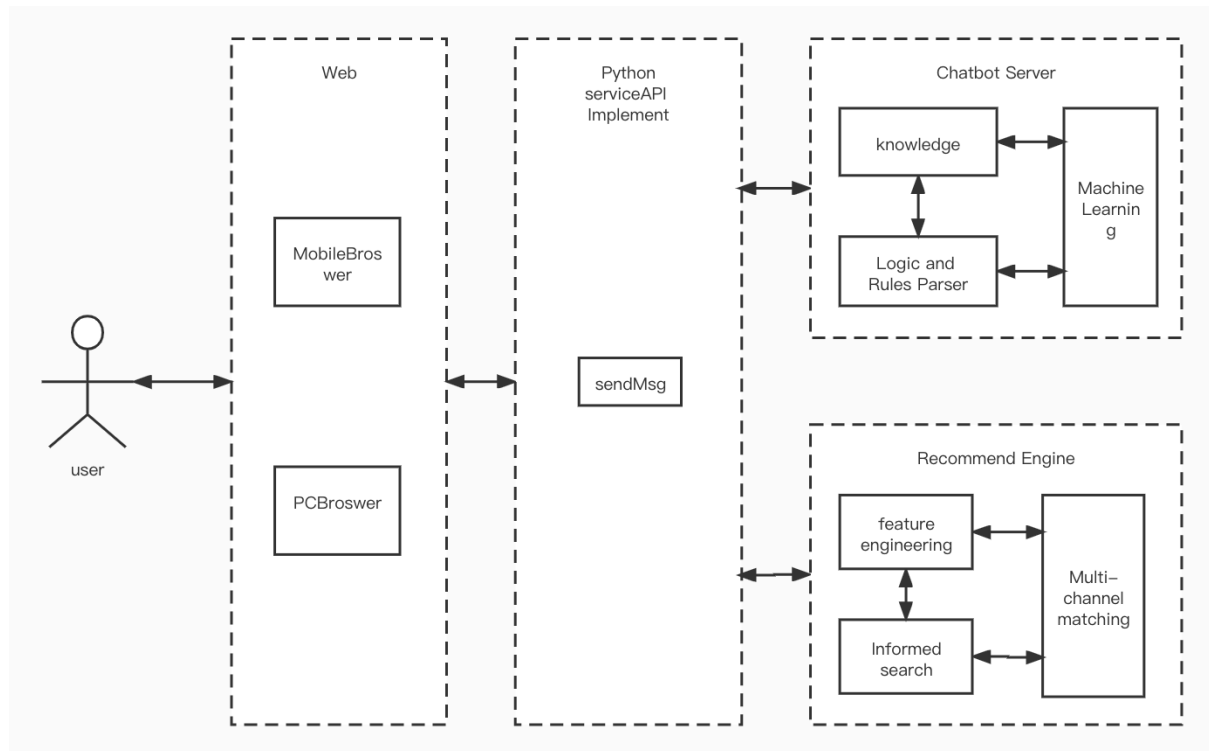 Web
MobileBros
wer
PCBroswer
user
Python
serviceAPI
Implement
sendMsg
Chatbot Server
knowledge
Logic and
Rules Parser
Machine
Learnin
g
Recommend Engine
feature
engineering
Informed
search
Multi-
channel
matching